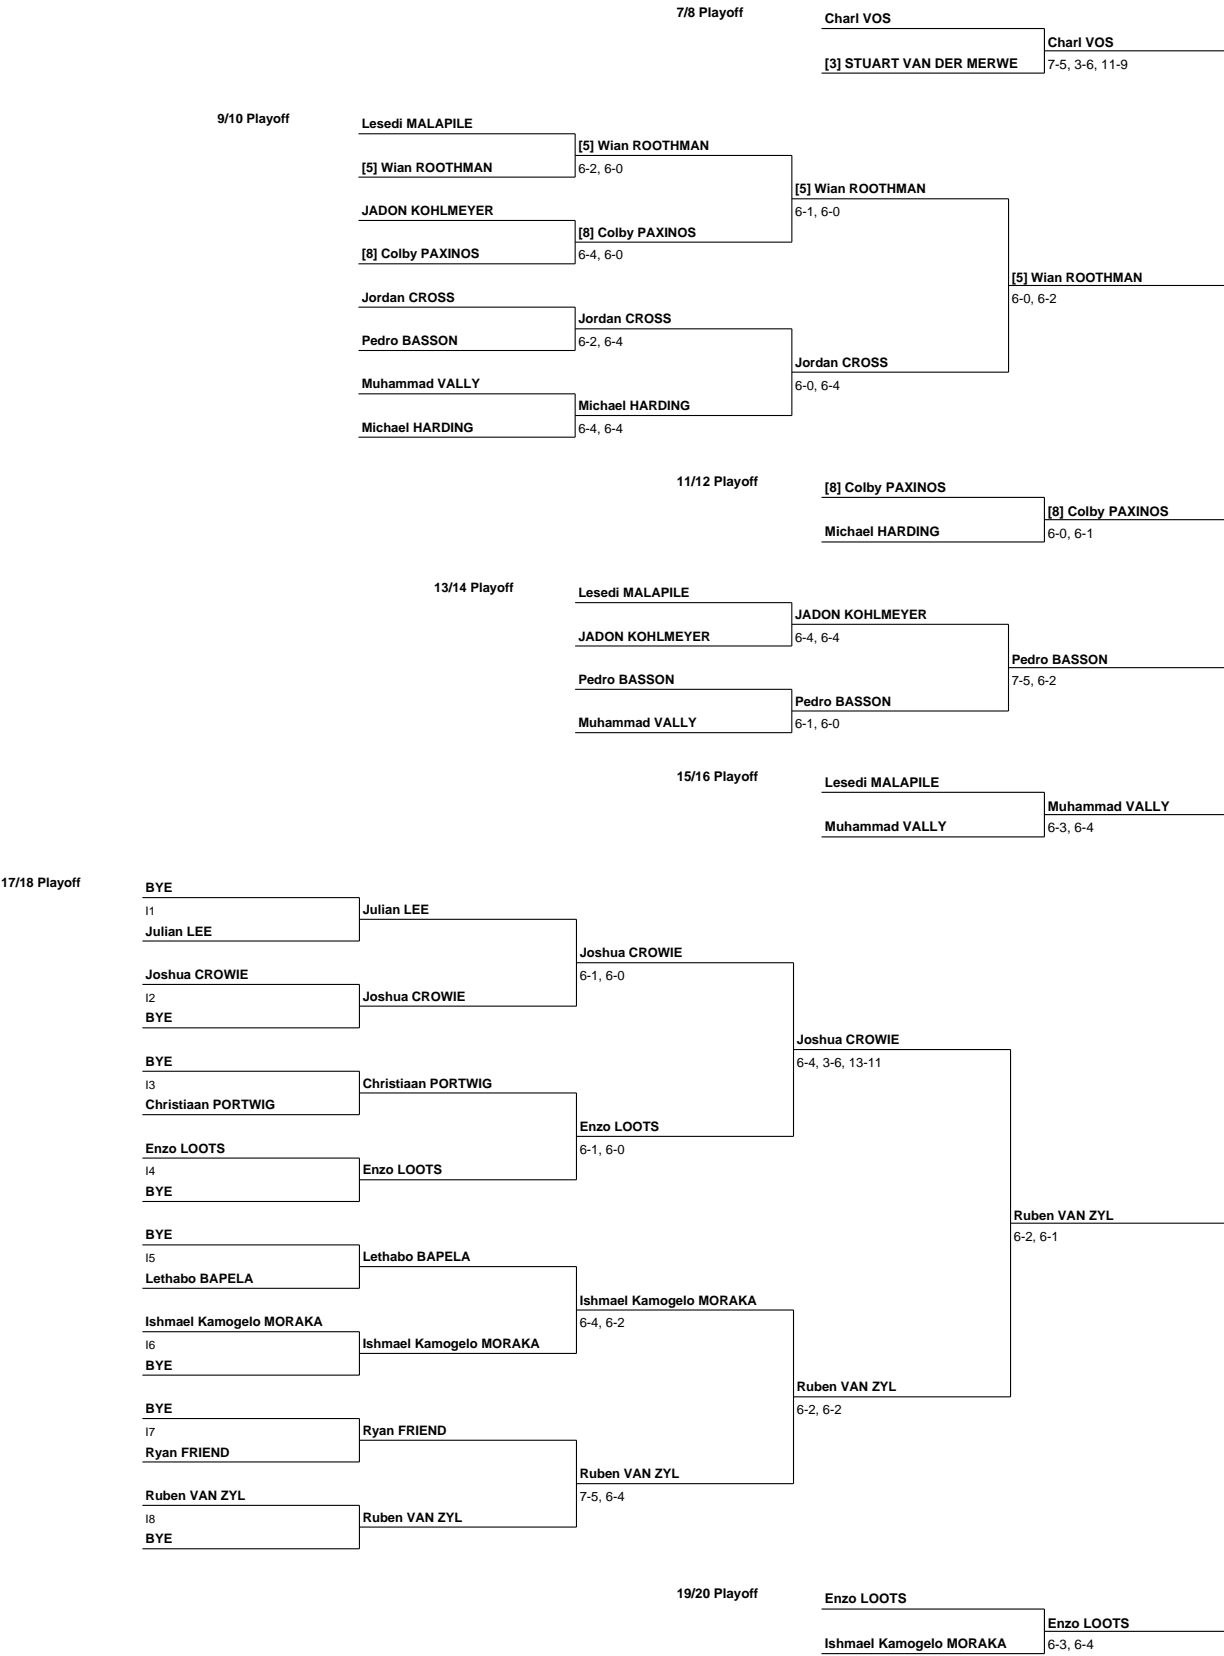 7/8 Playoff
Charl VOS
Charl VOS
[3] STUART VAN DER MERWE
7-5, 3-6, 11-9
9/10 Playoff
Lesedi MALAPILE
[5] Wian ROOTHMAN
[5] Wian ROOTHMAN
6-2, 6-0
[5] Wian ROOTHMAN
JADON KOHLMEYER
6-1, 6-0
[8] Colby PAXINOS
[8] Colby PAXINOS
6-4, 6-0
[5] Wian ROOTHMAN
Jordan CROSS
6-0, 6-2
Jordan CROSS
Pedro BASSON
6-2, 6-4
Jordan CROSS
Muhammad VALLY
6-0, 6-4
Michael HARDING
Michael HARDING
6-4, 6-4
11/12 Playoff
[8] Colby PAXINOS
[8] Colby PAXINOS
Michael HARDING
6-0, 6-1
13/14 Playoff
Lesedi MALAPILE
JADON KOHLMEYER
JADON KOHLMEYER
6-4, 6-4
Pedro BASSON
Pedro BASSON
7-5, 6-2
Pedro BASSON
Muhammad VALLY
6-1, 6-0
15/16 Playoff
Lesedi MALAPILE
Muhammad VALLY
Muhammad VALLY
6-3, 6-4
17/18 Playoff
BYE
I1
Julian LEE
Julian LEE
Joshua CROWIE
Joshua CROWIE
6-1, 6-0
I2
Joshua CROWIE
BYE
Joshua CROWIE
BYE
6-4, 3-6, 13-11
I3
Christiaan PORTWIG
Christiaan PORTWIG
Enzo LOOTS
Enzo LOOTS
6-1, 6-0
I4
Enzo LOOTS
BYE
Ruben VAN ZYL
BYE
6-2, 6-1
I5
Lethabo BAPELA
Lethabo BAPELA
Ishmael Kamogelo MORAKA
Ishmael Kamogelo MORAKA
6-4, 6-2
I6
Ishmael Kamogelo MORAKA
BYE
Ruben VAN ZYL
BYE
6-2, 6-2
I7
Ryan FRIEND
Ryan FRIEND
Ruben VAN ZYL
Ruben VAN ZYL
7-5, 6-4
I8
Ruben VAN ZYL
BYE
19/20 Playoff
Enzo LOOTS
Enzo LOOTS
Ishmael Kamogelo MORAKA
6-3, 6-4